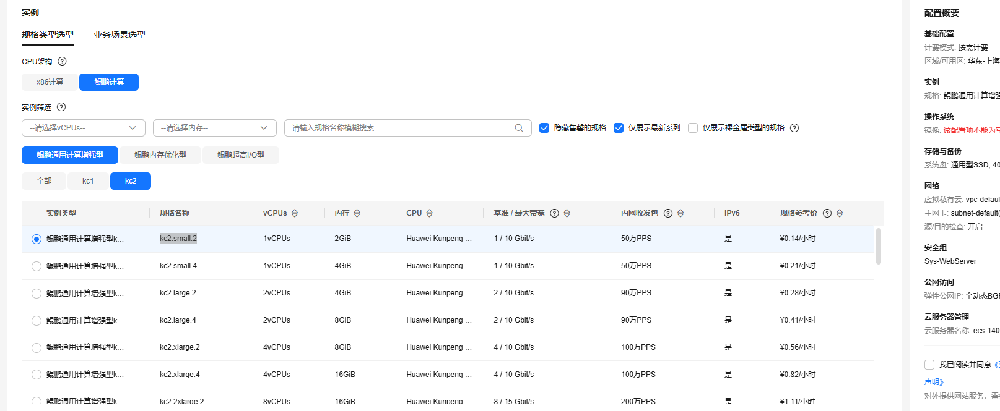 实例
规格类型选型 业务场景选型
CPU架构
x86计算 鲲鹏计算
实例筛选
--请选择vCPUs-- --请选择内存-- 请输入规格名称模糊搜索 隐藏售罄的规格 仅展示最新系列 仅展示裸金属类型的规格
鲲鹏通用计算增强型 鲲鹏内存优化型 鲲鹏超高I/O型
全部 kc1 kc2
实例类型 规格名称 vCPUs 内存 CPU 基准 / 最大带宽 内网收发包 IPv6 规格参考价
鲲鹏通用计算增强型k... kc2.small.2 1vCPUs 2GiB Huawei Kunpeng ... 1 / 10 Gbit/s 50万PPS 是 ¥0.14/小时
鲲鹏通用计算增强型k... kc2.small.4 1vCPUs 4GiB Huawei Kunpeng ... 1 / 10 Gbit/s 50万PPS 是 ¥0.21/小时
鲲鹏通用计算增强型k... kc2.large.2 2vCPUs 4GiB Huawei Kunpeng ... 2 / 10 Gbit/s 90万PPS 是 ¥0.28/小时
鲲鹏通用计算增强型k... kc2.large.4 2vCPUs 8GiB Huawei Kunpeng ... 2 / 10 Gbit/s 90万PPS 是 ¥0.41/小时
鲲鹏通用计算增强型k... kc2.xlarge.2 4vCPUs 8GiB Huawei Kunpeng ... 4 / 10 Gbit/s 100万PPS 是 ¥0.56/小时
鲲鹏通用计算增强型k... kc2.xlarge.4 4vCPUs 16GiB Huawei Kunpeng ... 4 / 10 Gbit/s 100万PPS 是 ¥0.82/小时
鲲鹏通用计算增强型k... kc2.2xlarge.2 8vCPUs 16GiB Huawei Kunpeng ... 8 / 15 Gbit/s 200万PPS 是 ¥1.11/小时
配置概要
基础配置
计费模式: 按需计费
区域/可用区: 华东-上海
实例
规格: 鲲鹏通用计算增强
操作系统
镜像: 该配置项不能为空
存储与备份
系统盘: 通用型SSD, 40
网络
虚拟私有云: vpc-defaul
主网卡: subnet-default(
源/目的检查: 开启
安全组
Sys-WebServer
公网访问
弹性公网IP: 全动态BGP
云服务器管理
云服务器名称: ecs-140
我已阅读并同意《
声明》
对外提供网站服务，需